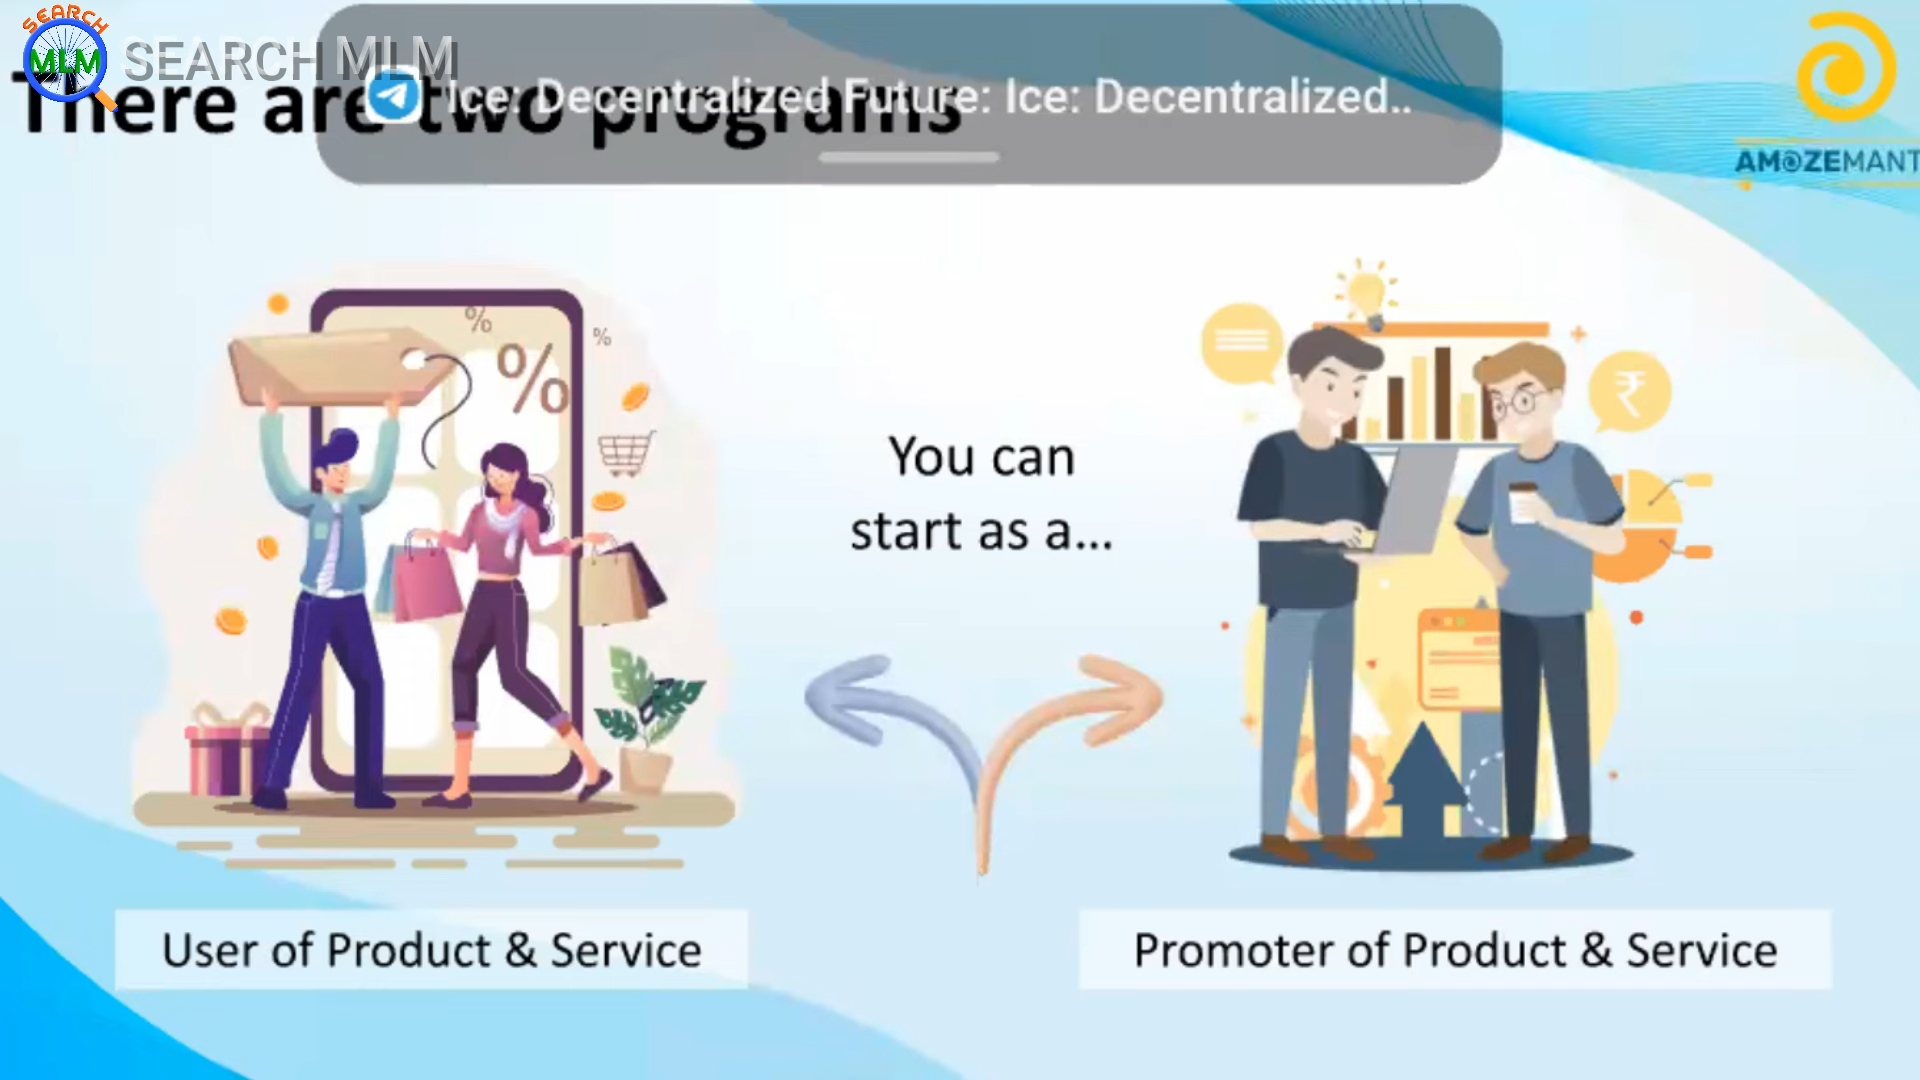 SEARCH
MLM
SEARCH MLM
There are two programs
Ice: Decentralized Future: Ice: Decentralized..
AMOZEMANT
%
%
%
₹
You can
start as a...
User of Product & Service
Promoter of Product & Service